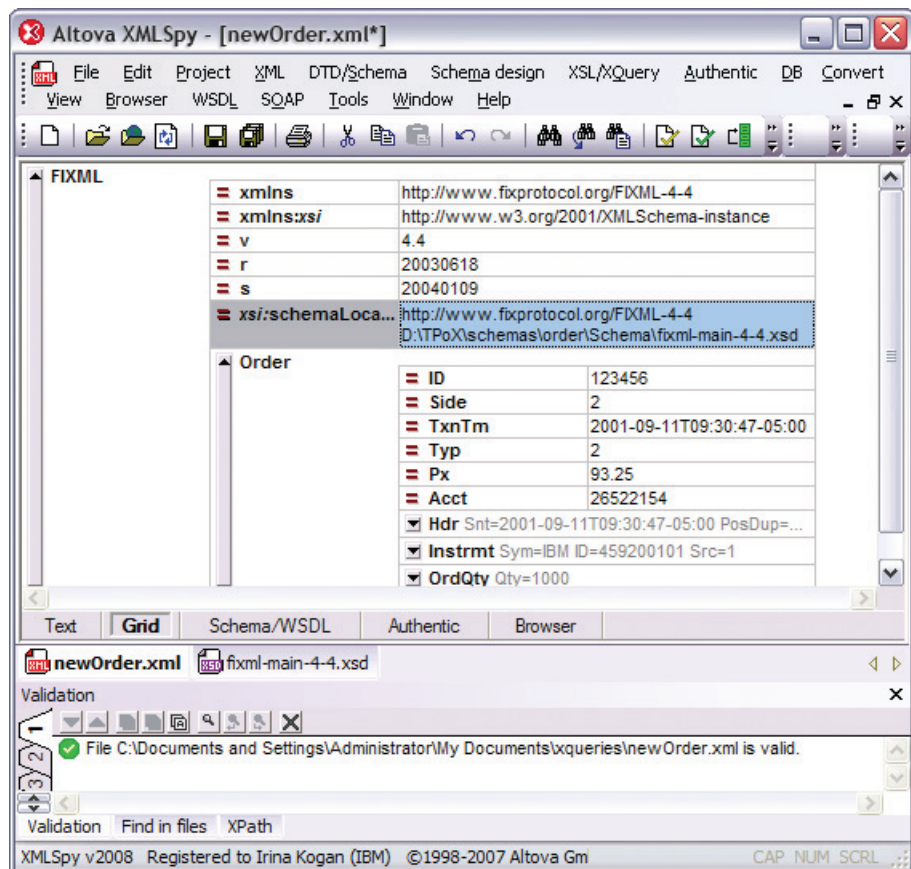 Altova XMLSpy - [newOrder.xml*]
File Edit Project XML DTD/Schema Schema design XSL/XQuery Authentic DB Convert
View Browser WSDL SOAP Tools Window Help
FIXML
xmlns http://www.fixprotocol.org/FIXML-4-4
xmlns:xsi http://www.w3.org/2001/XMLSchema-instance
v 4.4
r 20030618
s 20040109
xsi:schemaLoca... http://www.fixprotocol.org/FIXML-4-4
D:\TPoX\schemas\order\Schema\fixml-main-4-4.xsd
Order
ID 123456
Side 2
TxnTm 2001-09-11T09:30:47-05:00
Typ 2
Px 93.25
Acct 26522154
Hdr Snt=2001-09-11T09:30:47-05:00 PosDup=...
Instrmt Sym=IBM ID=459200101 Src=1
OrdQty Qty=1000
Text Grid Schema/WSDL Authentic Browser
newOrder.xml fixml-main-4-4.xsd
Validation
1
2
3
File C:\Documents and Settings\Administrator\My Documents\xqueries\newOrder.xml is valid.
Validation Find in files XPath
XMLSpy v2008 Registered to Irina Kogan (IBM) ©1998-2007 Altova Gm CAP NUM SCRL